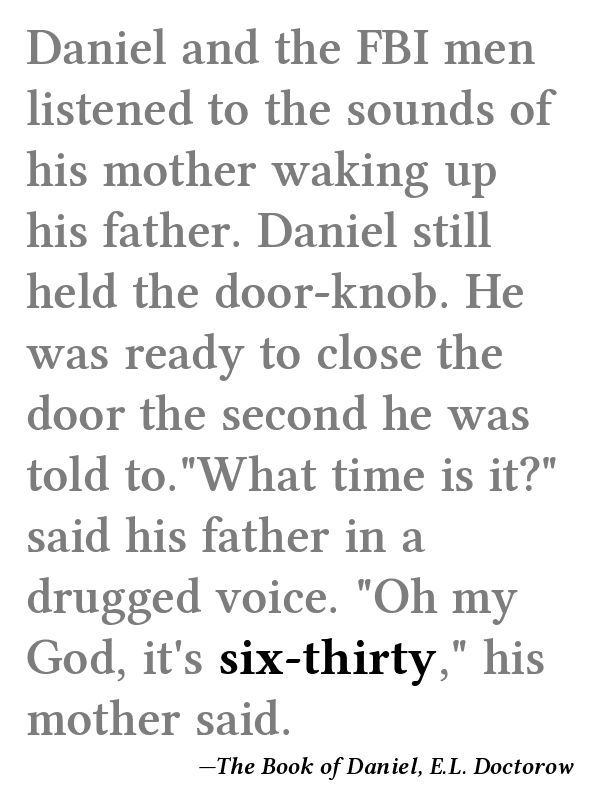 Daniel and the FBI men
listened to the sounds of
his mother waking up
his father. Daniel still
held the door-knob. He
was ready to close the
door the second he was
told to."What time is it?"
said his father in a
drugged voice. "Oh my
God, it's six-thirty," his
mother said.
—The Book of Daniel, E.L. Doctorow